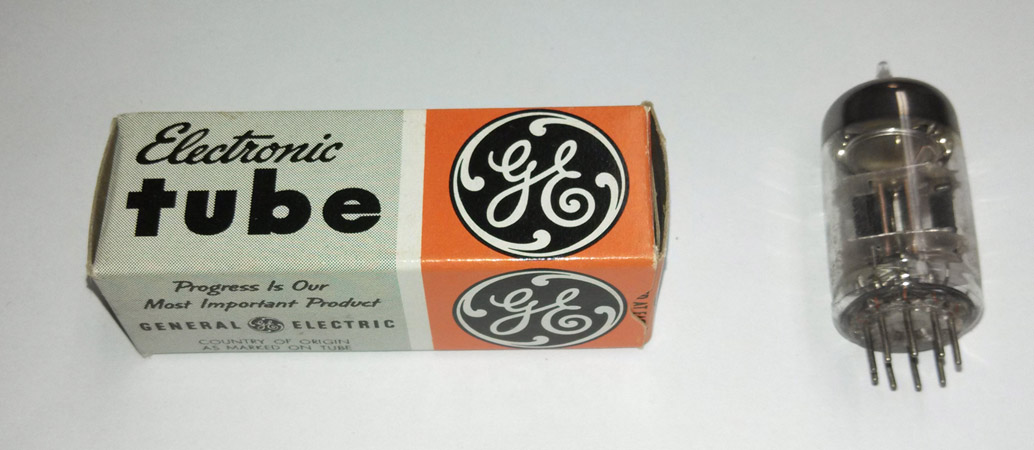 Electronic
tube
GE
Progress Is Our
Most Important Product
GENERAL GE ELECTRIC
COUNTRY OF ORIGIN
AS MARKED ON TUBE
GE